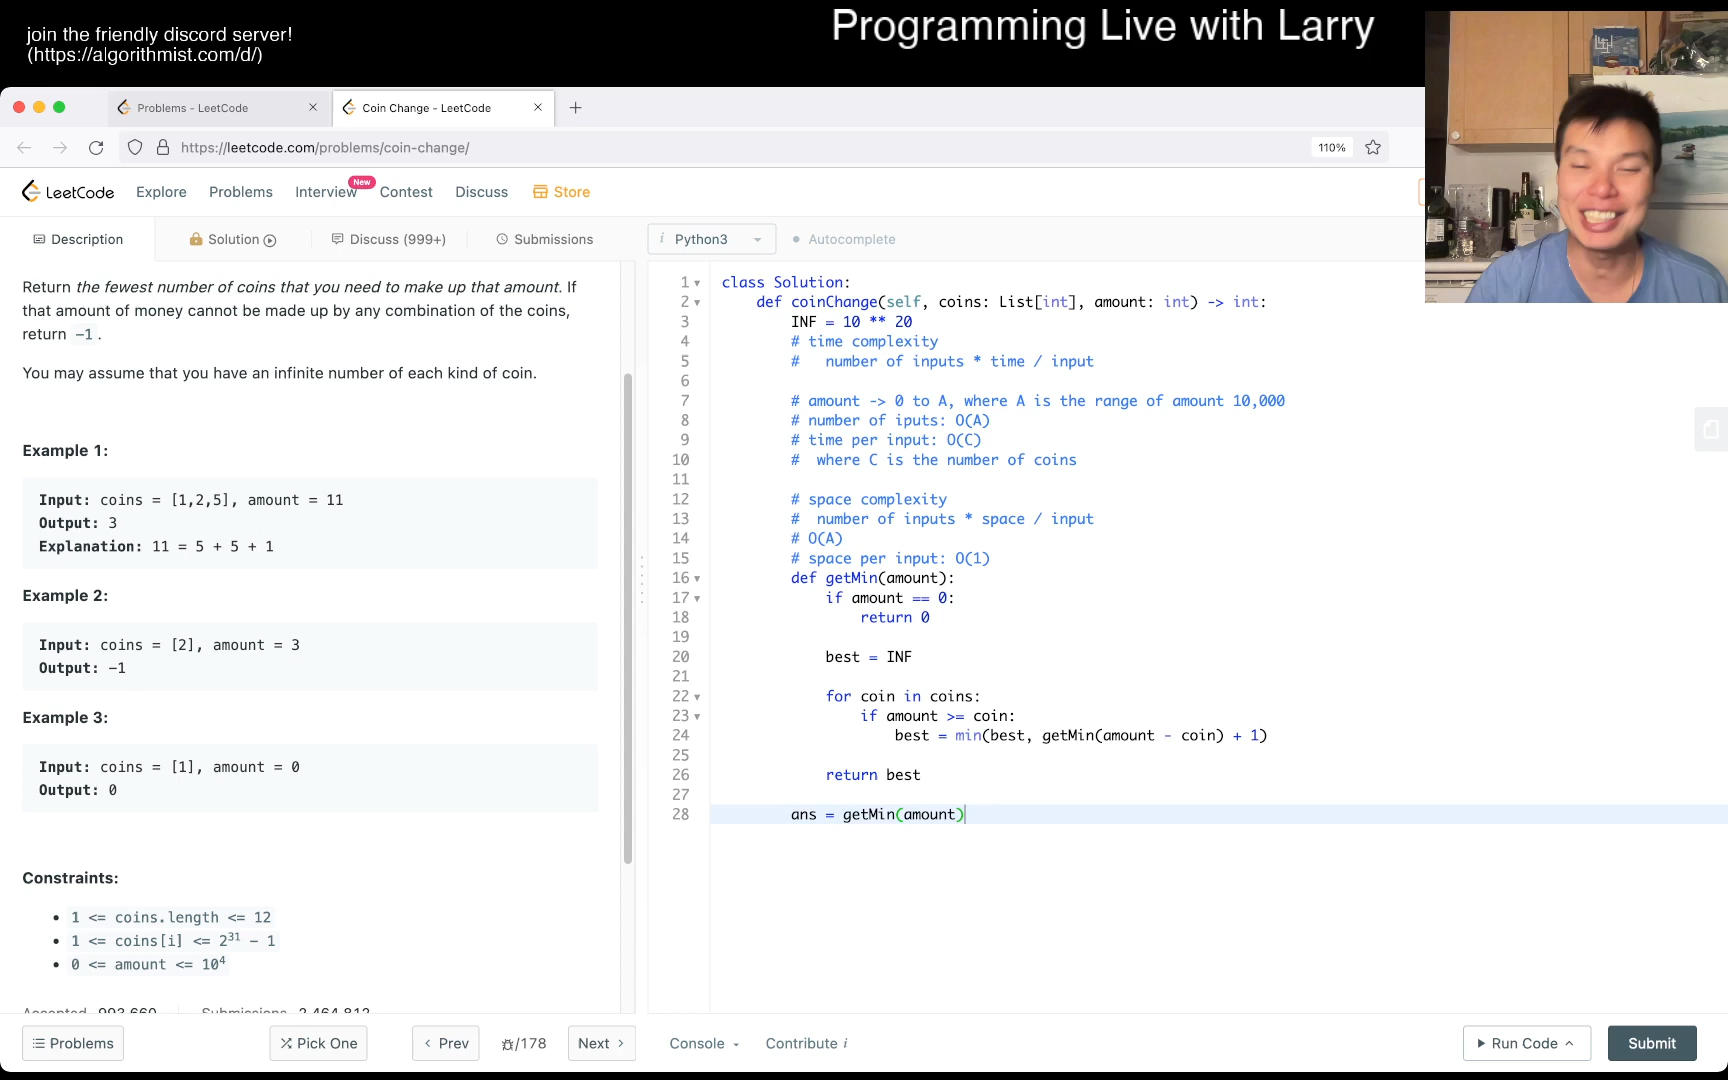 join the friendly discord server!
(https://algorithmist.com/d/)
Programming Live with Larry
Problems - LeetCode
Coin Change - LeetCode
https://leetcode.com/problems/coin-change/
110%
LeetCode
Explore
Problems
Interview
New
Contest
Discuss
Store
Description
Solution
Discuss (999+)
Submissions
i Python3
Autocomplete
Return the fewest number of coins that you need to make up that amount. If
that amount of money cannot be made up by any combination of the coins,
return -1.
You may assume that you have an infinite number of each kind of coin.
Example 1:
Input: coins = [1,2,5], amount = 11
Output: 3
Explanation: 11 = 5 + 5 + 1
Example 2:
Input: coins = [2], amount = 3
Output: -1
Example 3:
Input: coins = [1], amount = 0
Output: 0
Constraints:
• 1 <= coins.length <= 12
• 1 <= coins[i] <= 2³¹ - 1
• 0 <= amount <= 10⁴
Accepted 993,660 Submissions 2,464,812
1 class Solution:
2 def coinChange(self, coins: List[int], amount: int) -> int:
3 INF = 10 ** 20
4 # time complexity
5 # number of inputs * time / input
6
7 # amount -> 0 to A, where A is the range of amount 10,000
8 # number of iputs: O(A)
9 # time per input: O(C)
10 # where C is the number of coins
11
12 # space complexity
13 # number of inputs * space / input
14 # O(A)
15 # space per input: O(1)
16 def getMin(amount):
17 if amount == 0:
18 return 0
19
20 best = INF
21
22 for coin in coins:
23 if amount >= coin:
24 best = min(best, getMin(amount - coin) + 1)
25
26 return best
27
28 ans = getMin(amount)
Problems
Pick One
Prev
/178
Next
Console
Contribute i
Run Code
Submit